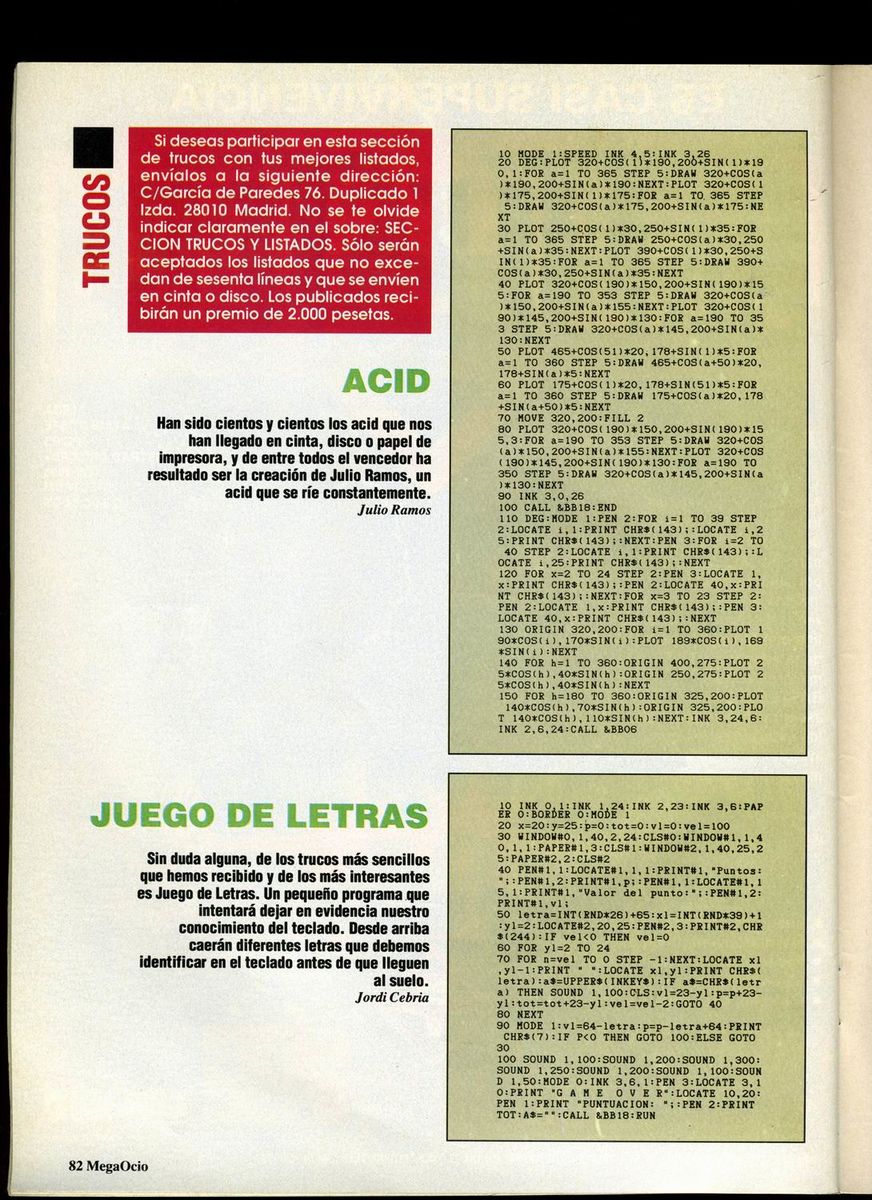 TRUCOS
Si deseas participar en esta sección
de trucos con tus mejores listados,
envíalos a la siguiente dirección:
C/García de Paredes 76. Duplicado 1
Izda. 28010 Madrid. No se te olvide
indicar claramente en el sobre: SEC-
CION TRUCOS Y LISTADOS. Sólo serán
aceptados los listados que no exce-
dan de sesenta líneas y que se envíen
en cinta o disco. Los publicados reci-
birán un premio de 2.000 pesetas.
ACID
Han sido cientos y cientos los acid que nos
han llegado en cinta, disco o papel de
impresora, y de entre todos el vencedor ha
resultado ser la creación de Julio Ramos, un
acid que se ríe constantemente.
Julio Ramos
10 MODE 1:SPEED INK 4,5:INK 3,26
20 DEG:PLOT 320+COS(1)*190,200+SIN(1)*19
0,1:FOR a=1 TO 365 STEP 5:DRAW 320+COS(a
)*190,200+SIN(a)*190:NEXT:PLOT 320+COS(1
)*175,200+SIN(1)*175:FOR a=1 TO 365 STEP
5:DRAW 320+COS(a)*175,200+SIN(a)*175:NE
XT
30 PLOT 250+COS(1)*30,250+SIN(1)*35:FOR
a=1 TO 365 STEP 5:DRAW 250+COS(a)*30,250
+SIN(a)*35:NEXT:PLOT 390+COS(1)*30,250+S
IN(1)*35:FOR a=1 TO 365 STEP 5:DRAW 390+
COS(a)*30,250+SIN(a)*35:NEXT
40 PLOT 320+COS(190)*150,200+SIN(190)*15
5:FOR a=190 TO 353 STEP 5:DRAW 320+COS(a
)*150,200+SIN(a)*155:NEXT:PLOT 320+COS(1
90)*145,200+SIN(190)*130:FOR a=190 TO 35
3 STEP 5:DRAW 320+COS(a)*145,200+SIN(a)*
130:NEXT
50 PLOT 465+COS(51)*20,178+SIN(1)*5:FOR
a=1 TO 360 STEP 5:DRAW 465+COS(a+50)*20,
178+SIN(a)*5:NEXT
60 PLOT 175+COS(1)*20,178+SIN(51)*5:FOR
a=1 TO 360 STEP 5:DRAW 175+COS(a)*20,178
+SIN(a+50)*5:NEXT
70 MOVE 320,200:FILL 2
80 PLOT 320+COS(190)*150,200+SIN(190)*15
5,3:FOR a=190 TO 353 STEP 5:DRAW 320+COS
(a)*150,200+SIN(a)*155:NEXT:PLOT 320+COS
(190)*145,200+SIN(190)*130:FOR a=190 TO
350 STEP 5:DRAW 320+COS(a)*145,200+SIN(a
)*130:NEXT
90 INK 3,0,26
100 CALL &BB18:END
110 DEG:MODE 1:PEN 2:FOR i=1 TO 39 STEP
2:LOCATE i,1:PRINT CHR$(143);:LOCATE i,2
5:PRINT CHR$(143);:NEXT:PEN 3:FOR i=2 TO
40 STEP 2:LOCATE i,1:PRINT CHR$(143);:L
OCATE i,25:PRINT CHR$(143);:NEXT
120 FOR x=2 TO 24 STEP 2:PEN 3:LOCATE 1,
x:PRINT CHR$(143);:PEN 2:LOCATE 40,x:PRI
NT CHR$(143);:NEXT:FOR x=3 TO 23 STEP 2:
PEN 2:LOCATE 1,x:PRINT CHR$(143);:PEN 3:
LOCATE 40,x:PRINT CHR$(143);:NEXT
130 ORIGIN 320,200:FOR i=1 TO 360:PLOT 1
90*COS(i),170*SIN(i):PLOT 189*COS(i),169
*SIN(i):NEXT
140 FOR h=1 TO 360:ORIGIN 400,275:PLOT 2
5*COS(h),40*SIN(h):ORIGIN 250,275:PLOT 2
5*COS(h),40*SIN(h):NEXT
150 FOR h=180 TO 360:ORIGIN 325,200:PLOT
140*COS(h),70*SIN(h):ORIGIN 325,200:PLO
T 140*COS(h),110*SIN(h):NEXT:INK 3,24,6:
INK 2,6,24:CALL &BB06
JUEGO DE LETRAS
Sin duda alguna, de los trucos más sencillos
que hemos recibido y de los más interesantes
es Juego de Letras. Un pequeño programa que
intentará dejar en evidencia nuestro
conocimiento del teclado. Desde arriba
caerán diferentes letras que debemos
identificar en el teclado antes de que lleguen
al suelo.
Jordi Cebria
10 INK 0,1:INK 1,24:INK 2,23:INK 3,6:PAP
ER 0:BORDER 0:MODE 1
20 x=20:y=25:p=0:tot=0:vl=0:vel=100
30 WINDOW#0,1,40,2,24:CLS#0:WINDOW#1,1,4
0,1,1:PAPER#1,3:CLS#1:WINDOW#2,1,40,25,2
5:PAPER#2,2:CLS#2
40 PEN#1,1:LOCATE#1,1,1:PRINT#1,"Puntos:
";:PEN#1,2:PRINT#1,p;:PEN#1,1:LOCATE#1,1
5,1:PRINT#1,"Valor del punto:";:PEN#1,2:
PRINT#1,vl;
50 letra=INT(RND*26)+65:xl=INT(RND*39)+1
:yl=2:LOCATE#2,20,25:PEN#2,3:PRINT#2,CHR
$(244):IF vel<0 THEN vel=0
60 FOR yl=2 TO 24
70 FOR n=vel TO 0 STEP -1:NEXT:LOCATE xl
,yl-1:PRINT " ":LOCATE xl,yl:PRINT CHR$(
letra):a$=UPPER$(INKEY$):IF a$=CHR$(letr
a) THEN SOUND 1,100:CLS:vl=23-yl:p=p+23-
yl:tot=tot+23-yl:vel=vel-2:GOTO 40
80 NEXT
90 MODE 1:vl=64-letra:p=p-letra+64:PRINT
CHR$(7):IF P<0 THEN GOTO 100:ELSE GOTO
30
100 SOUND 1,100:SOUND 1,200:SOUND 1,300:
SOUND 1,250:SOUND 1,200:SOUND 1,100:SOUN
D 1,50:MODE 0:INK 3,6,1:PEN 3:LOCATE 3,1
0:PRINT "G A M E   O V E R":LOCATE 10,20:
PEN 1:PRINT "PUNTUACION: ";:PEN 2:PRINT
TOT:A$="":CALL &BB18:RUN
82 MegaOcio